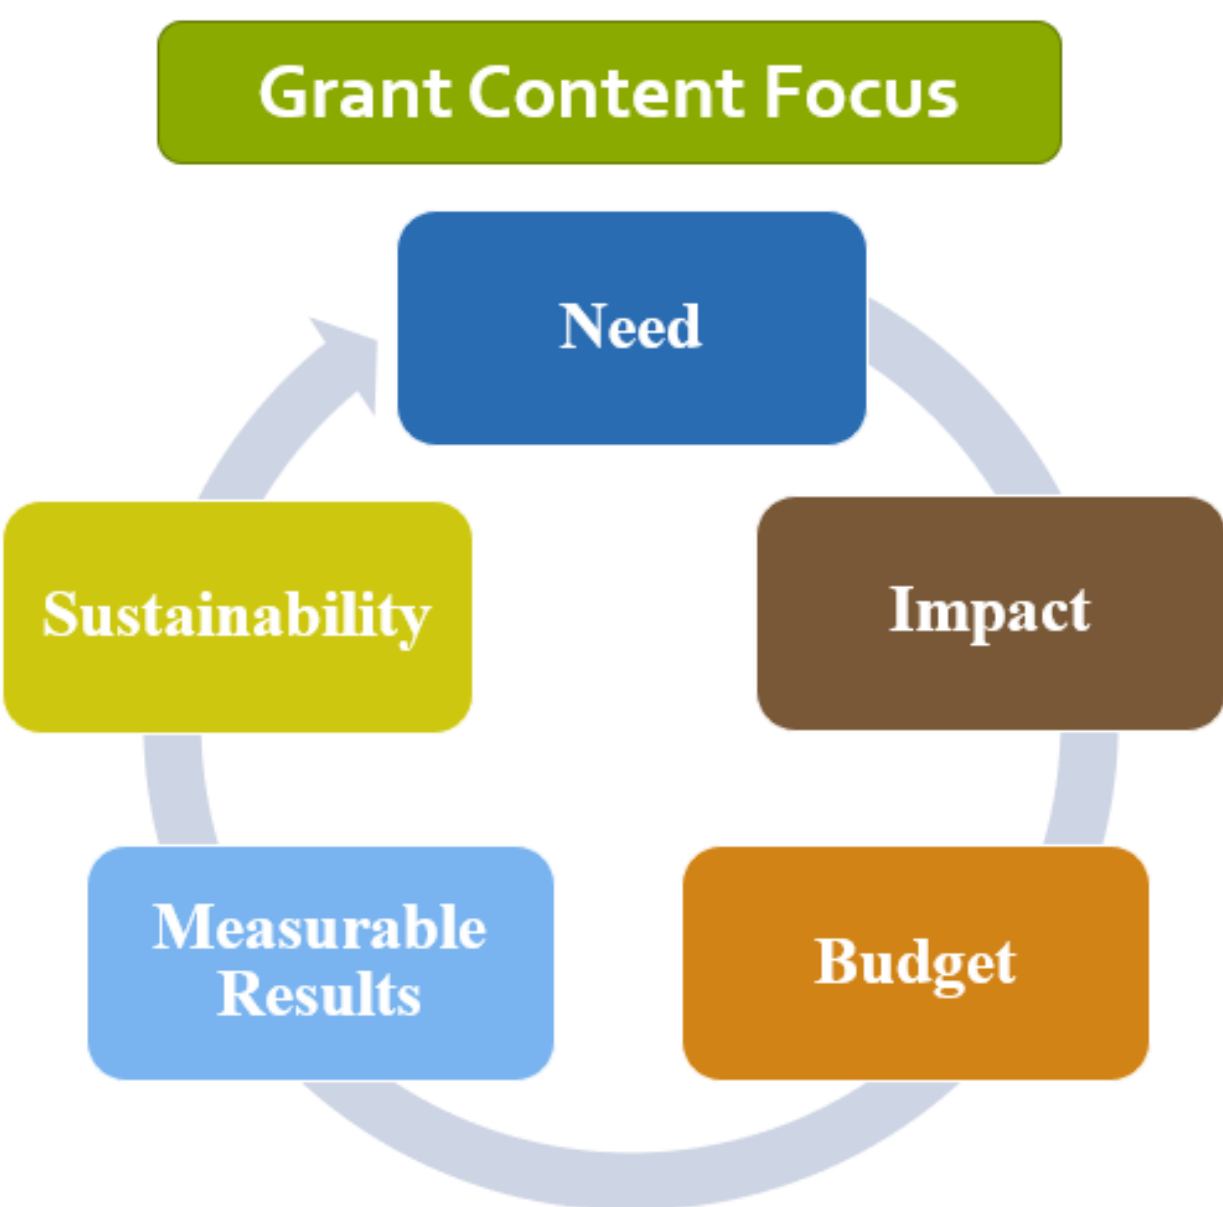 Grant Content Focus
Need
Impact
Budget
Measurable
Results
Sustainability